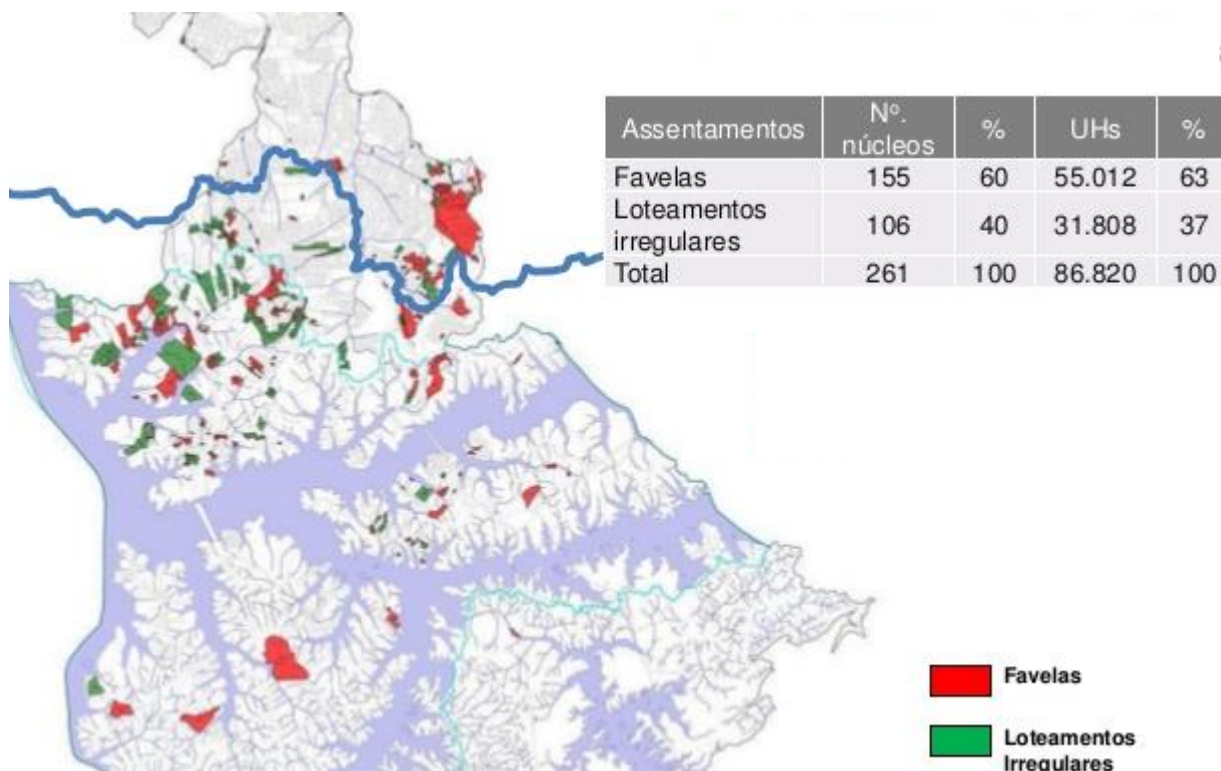 Assentamentos Nº. núcleos % UHs %
Favelas 155 60 55.012 63
Loteamentos irregulares 106 40 31.808 37
Total 261 100 86.820 100
Favelas
Loteamentos
Irregulares